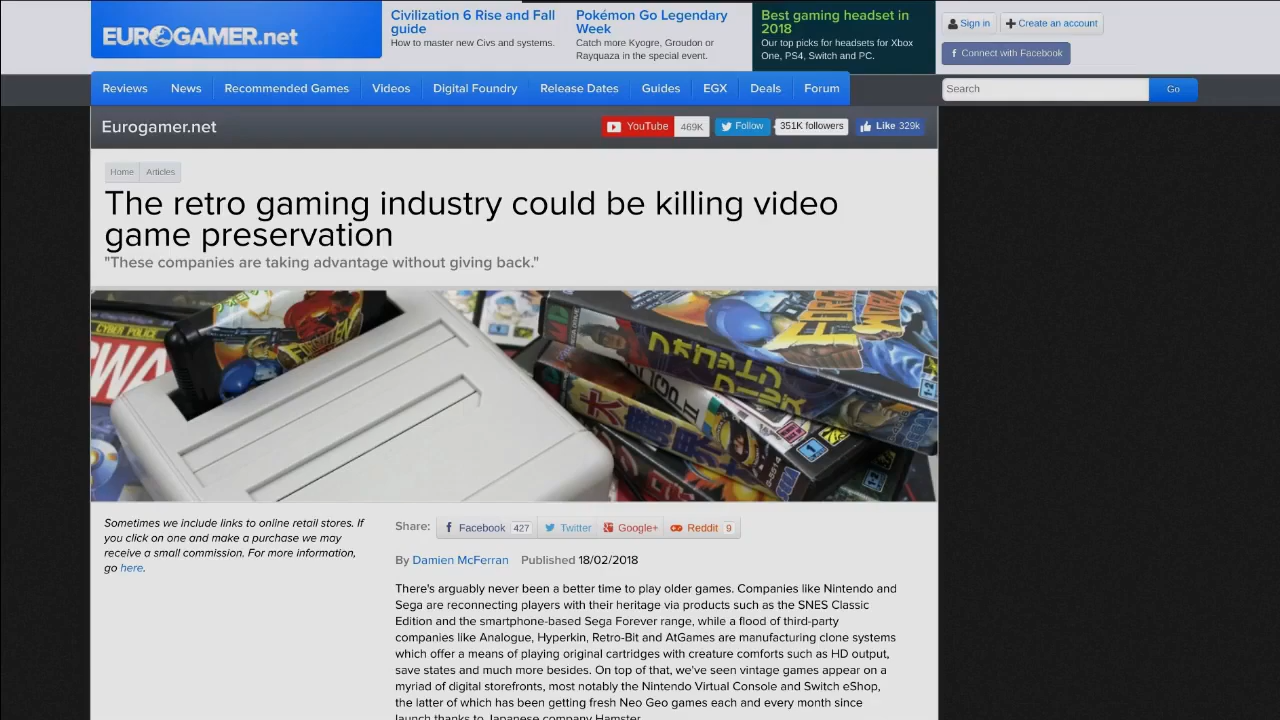 EUROGAMER.net
Civilization 6 Rise and Fall
guide
How to master new Civs and systems.
Pokémon Go Legendary
Week
Catch more Kyogre, Groudon or
Rayquaza in the special event.
Best gaming headset in
2018
Our top picks for headsets for Xbox
One, PS4, Switch and PC.
Sign in
Create an account
Connect with Facebook
Reviews News Recommended Games Videos Digital Foundry Release Dates Guides EGX Deals Forum
Search Go
Eurogamer.net
YouTube 469K Follow 351K followers Like 329k
Home Articles
The retro gaming industry could be killing video
game preservation
"These companies are taking advantage without giving back."
CYBER POLICE
FORGOTTEN
フォゴットン
ワールズ
Sometimes we include links to online retail stores. If
you click on one and make a purchase we may
receive a small commission. For more information,
go here.
Share: Facebook 427 Twitter Google+ Reddit 9
By Damien McFerran Published 18/02/2018
There's arguably never been a better time to play older games. Companies like Nintendo and
Sega are reconnecting players with their heritage via products such as the SNES Classic
Edition and the smartphone-based Sega Forever range, while a flood of third-party
companies like Analogue, Hyperkin, Retro-Bit and AtGames are manufacturing clone systems
which offer a means of playing original cartridges with creature comforts such as HD output,
save states and much more besides. On top of that, we've seen vintage games appear on a
myriad of digital storefronts, most notably the Nintendo Virtual Console and Switch eShop,
the latter of which has been getting fresh Neo Geo games each and every month since
launch thanks to Japanese company Hamster.